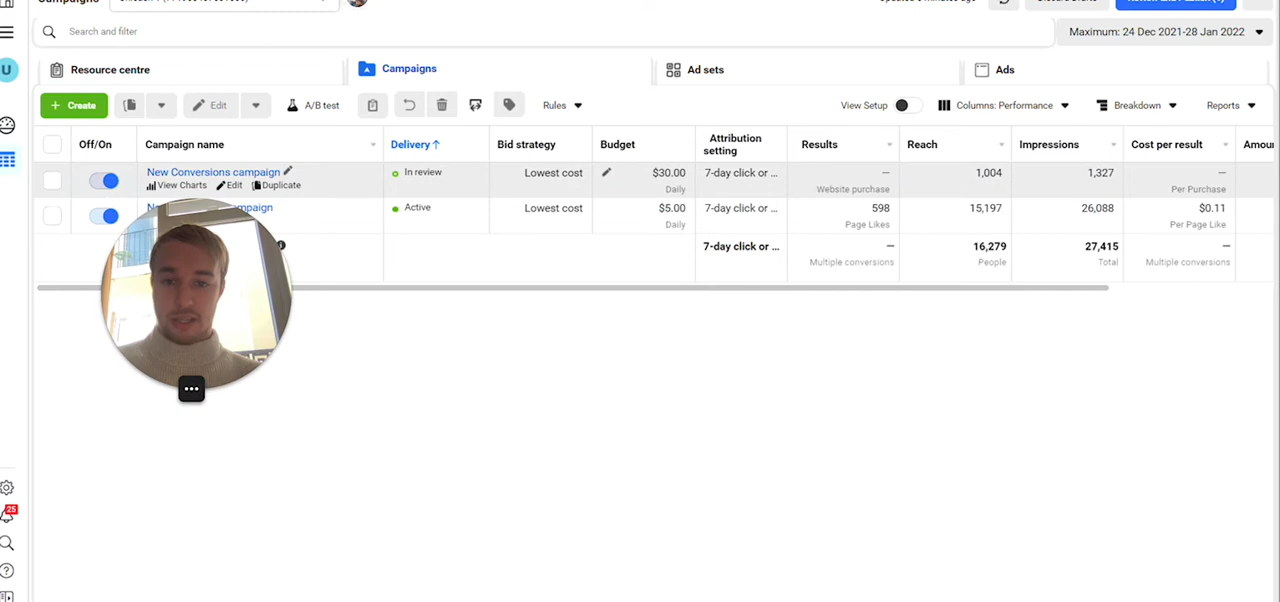 Search and filter
Maximum: 24 Dec 2021-28 Jan 2022
U
Resource centre
Campaigns
Ad sets
Ads
+ Create
Edit
A/B test
Rules
View Setup
Columns: Performance
Breakdown
Reports
Off/On
Campaign name
Delivery ↑
Bid strategy
Budget
Attribution
setting
Results
Reach
Impressions
Cost per result
Amou
New Conversions campaign
View Charts
Edit
Duplicate
In review
Lowest cost
$30.00
Daily
7-day click or ...
—
Website purchase
1,004
1,327
—
Per Purchase
Active
Lowest cost
$5.00
Daily
7-day click or ...
598
Page Likes
15,197
26,088
$0.11
Per Page Like
7-day click or ...
—
Multiple conversions
16,279
People
27,415
Total
—
Multiple conversions
25